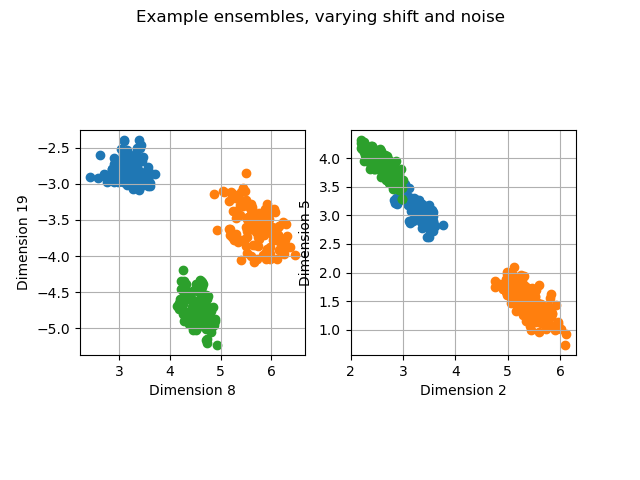 Example ensembles, varying shift and noise
−2.5
−3.0
−3.5
−4.0
−4.5
−5.0
Dimension 19
3 4 5 6
Dimension 8
4.0
3.5
3.0
2.5
2.0
1.5
1.0
Dimension 5
2 3 4 5 6
Dimension 2